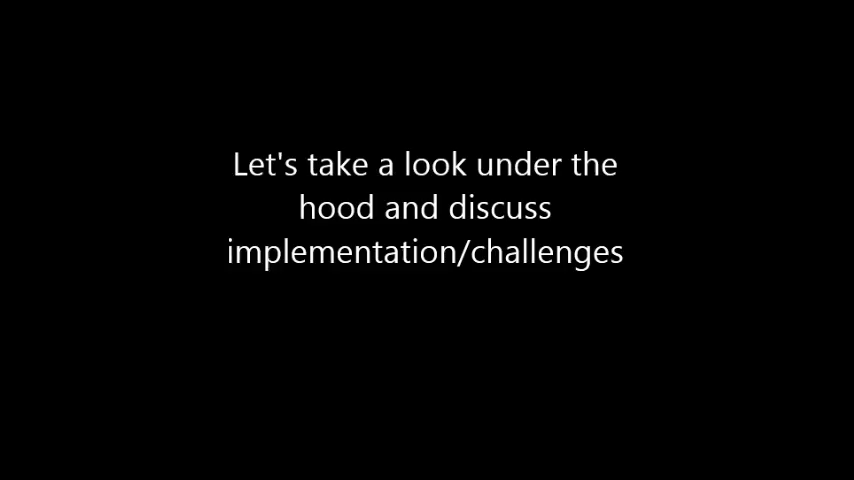 Let's take a look under the
hood and discuss
implementation/challenges